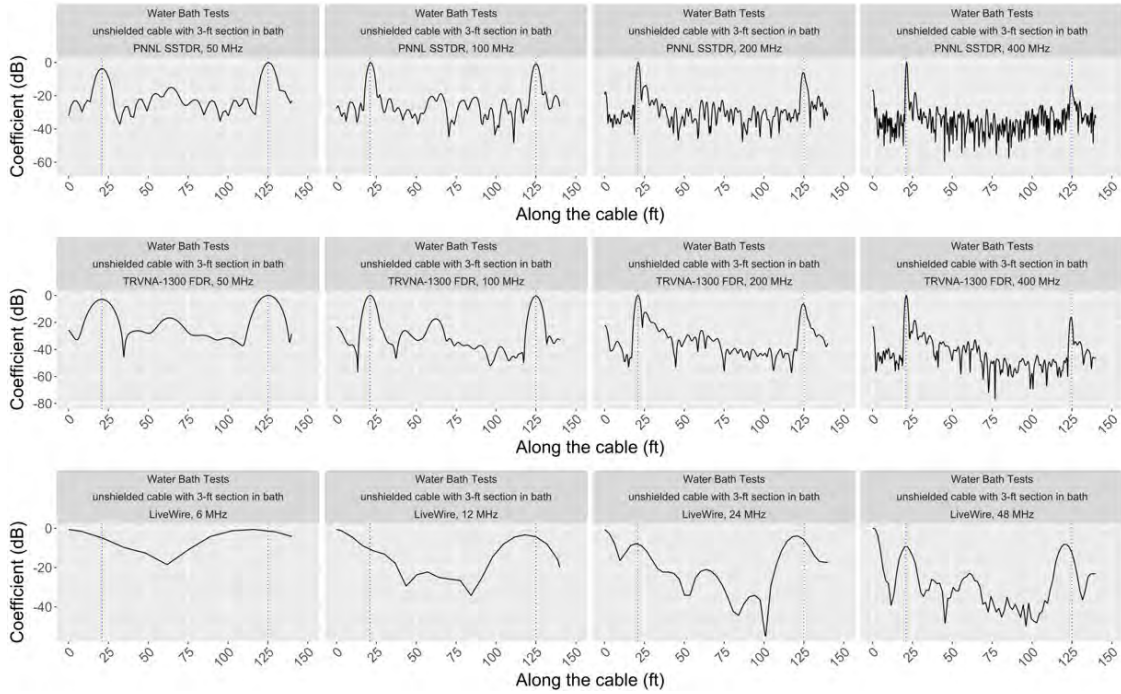 Water Bath Tests
unshielded cable with 3-ft section in bath
PNNL SSTDR, 50 MHz
Water Bath Tests
unshielded cable with 3-ft section in bath
PNNL SSTDR, 100 MHz
Water Bath Tests
unshielded cable with 3-ft section in bath
PNNL SSTDR, 200 MHz
Water Bath Tests
unshielded cable with 3-ft section in bath
PNNL SSTDR, 400 MHz
Coefficient (dB)
0
-20
-40
-60
0 25 50 75 100 125 150
0 25 50 75 100 125 150
0 25 50 75 100 125 150
0 25 50 75 100 125 150
Along the cable (ft)
Along the cable (ft)
Water Bath Tests
unshielded cable with 3-ft section in bath
TRVNA-1300 FDR, 50 MHz
Water Bath Tests
unshielded cable with 3-ft section in bath
TRVNA-1300 FDR, 100 MHz
Water Bath Tests
unshielded cable with 3-ft section in bath
TRVNA-1300 FDR, 200 MHz
Water Bath Tests
unshielded cable with 3-ft section in bath
TRVNA-1300 FDR, 400 MHz
Coefficient (dB)
0
-20
-40
-60
-80
0 25 50 75 100 125 150
0 25 50 75 100 125 150
0 25 50 75 100 125 150
0 25 50 75 100 125 150
Along the cable (ft)
Along the cable (ft)
Water Bath Tests
unshielded cable with 3-ft section in bath
LiveWire, 6 MHz
Water Bath Tests
unshielded cable with 3-ft section in bath
LiveWire, 12 MHz
Water Bath Tests
unshielded cable with 3-ft section in bath
LiveWire, 24 MHz
Water Bath Tests
unshielded cable with 3-ft section in bath
LiveWire, 48 MHz
Coefficient (dB)
0
-20
-40
0 25 50 75 100 125 150
0 25 50 75 100 125 150
0 25 50 75 100 125 150
0 25 50 75 100 125 150
Along the cable (ft)
Along the cable (ft)